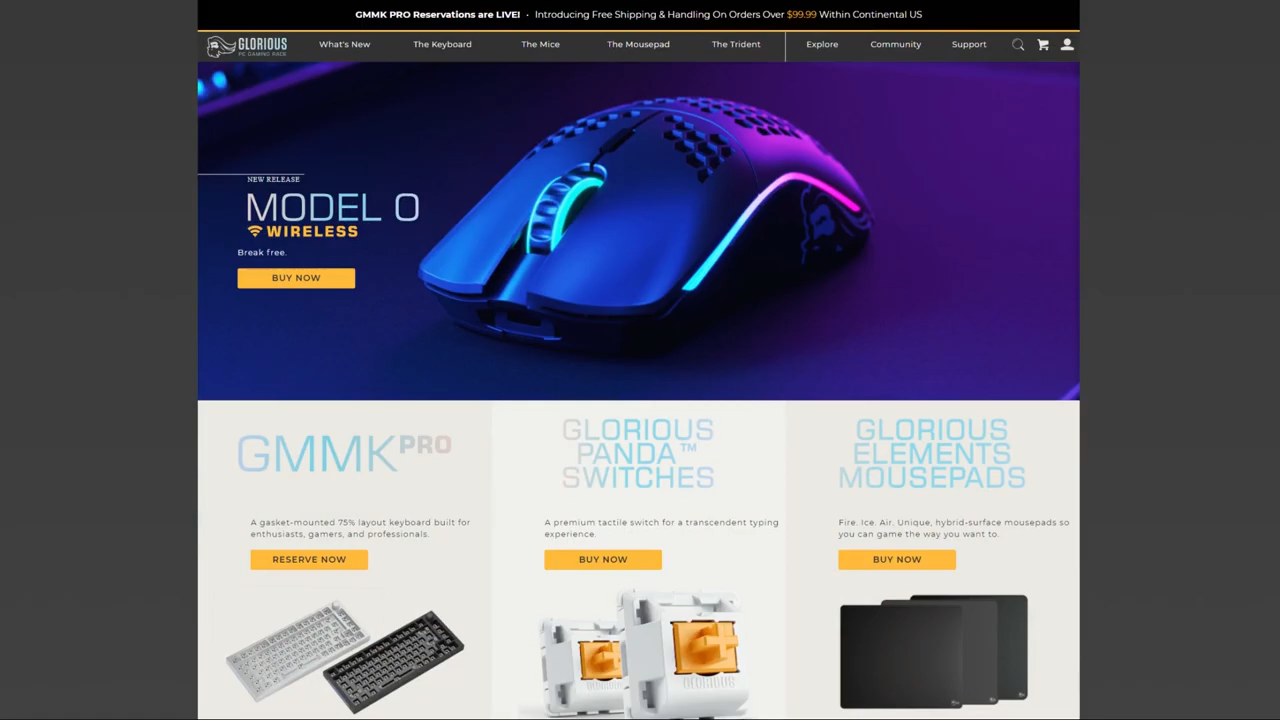 GMMK PRO Reservations are LIVE! · Introducing Free Shipping & Handling On Orders Over $99.99 Within Continental US
GLORIOUS
PC GAMING RACE
What's New
The Keyboard
The Mice
The Mousepad
The Trident
Explore
Community
Support
NEW RELEASE
MODEL O
WIRELESS
Break free.
BUY NOW
GMMK PRO
A gasket-mounted 75% layout keyboard built for
enthusiasts, gamers, and professionals.
RESERVE NOW
GLORIOUS
PANDA™
SWITCHES
A premium tactile switch for a transcendent typing
experience.
BUY NOW
GLORIOUS
ELEMENTS
MOUSEPADS
Fire. Ice. Air. Unique, hybrid-surface mousepads so
you can game the way you want to.
BUY NOW
GLORIOUS